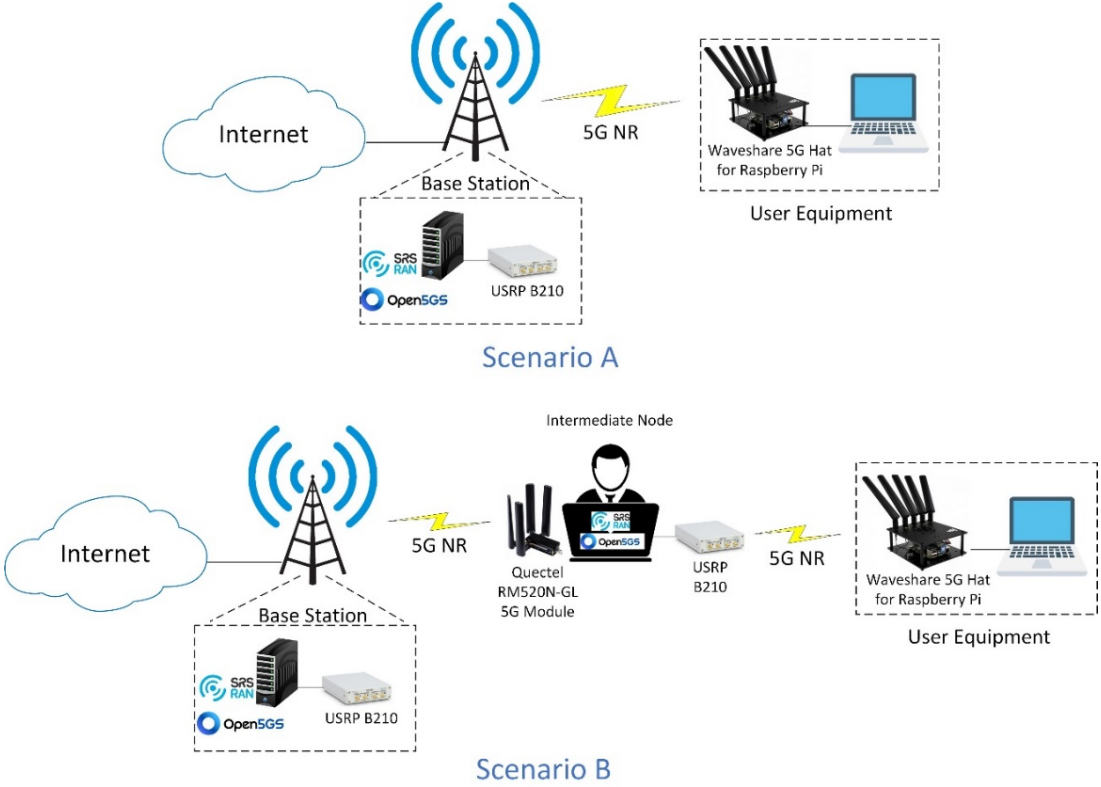 Internet
5G NR
Base Station
SRS
RAN
Open5GS
USRP B210
Waveshare 5G Hat
for Raspberry Pi
User Equipment
Scenario A
Intermediate Node
Internet
5G NR
Base Station
SRS
RAN
Open5GS
USRP B210
Quectel
RM520N-GL
5G Module
SRS
RAN
Open5GS
USRP
B210
5G NR
Waveshare 5G Hat
for Raspberry Pi
User Equipment
Scenario B